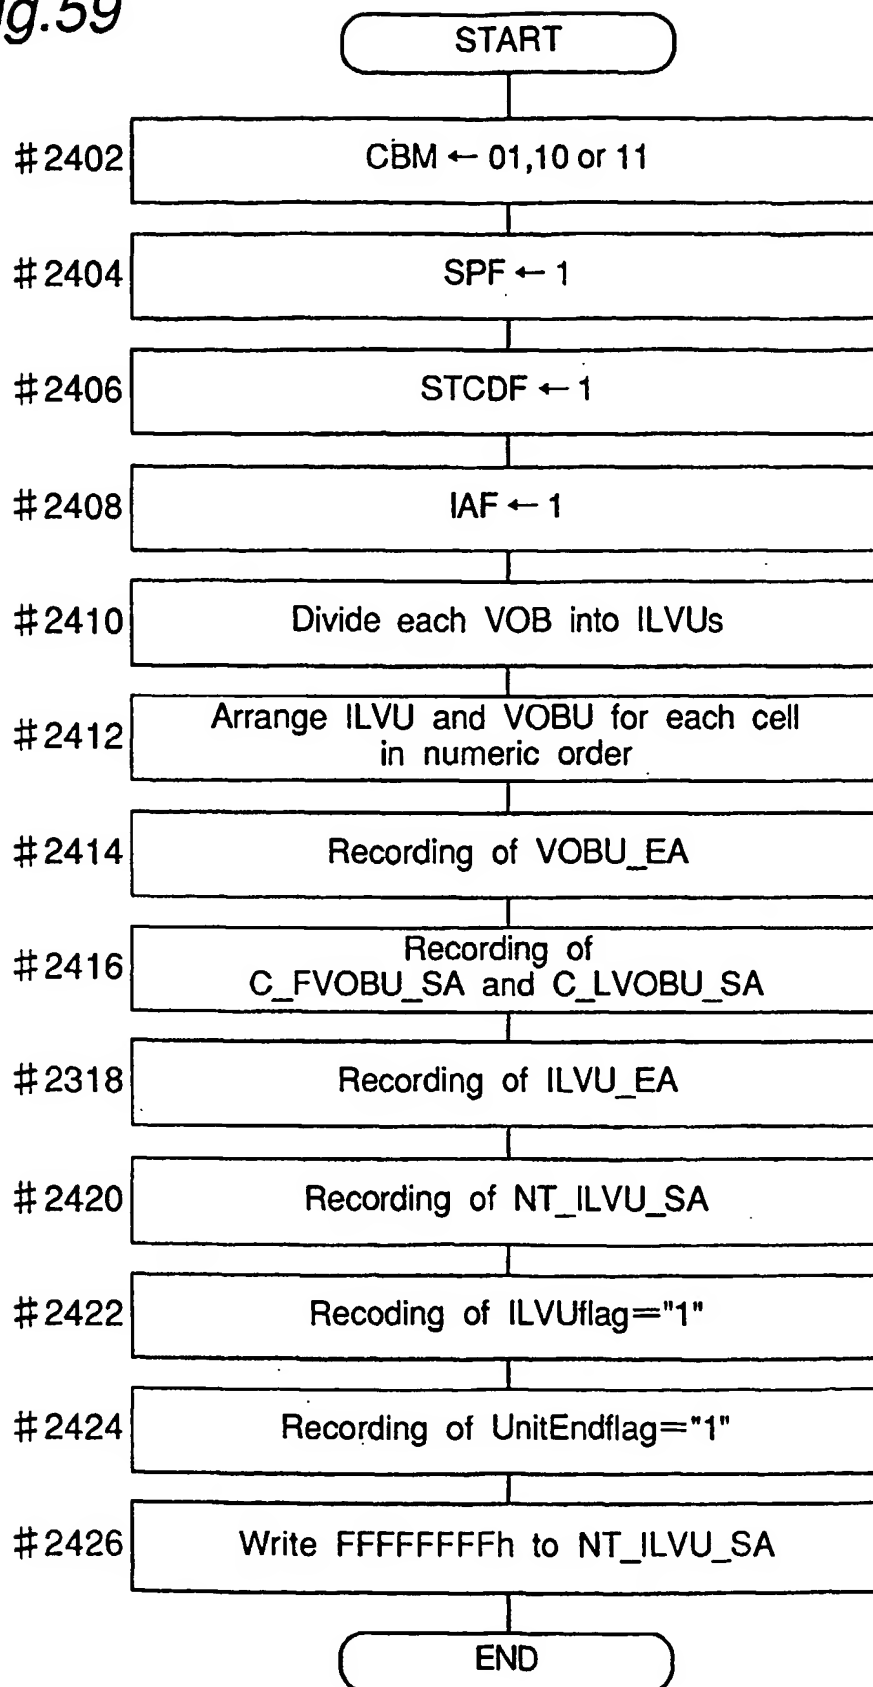 ig.59
START
#2402 CBM ← 01,10 or 11
#2404 SPF ← 1
#2406 STCDF ← 1
#2408 IAF ← 1
#2410 Divide each VOB into ILVUs
#2412 Arrange ILVU and VOBU for each cell
in numeric order
#2414 Recording of VOBU_EA
#2416 Recording of
C_FVOBU_SA and C_LVOBU_SA
#2318 Recording of ILVU_EA
#2420 Recording of NT_ILVU_SA
#2422 Recoding of ILVUflag="1"
#2424 Recording of UnitEndflag="1"
#2426 Write FFFFFFFFh to NT_ILVU_SA
END